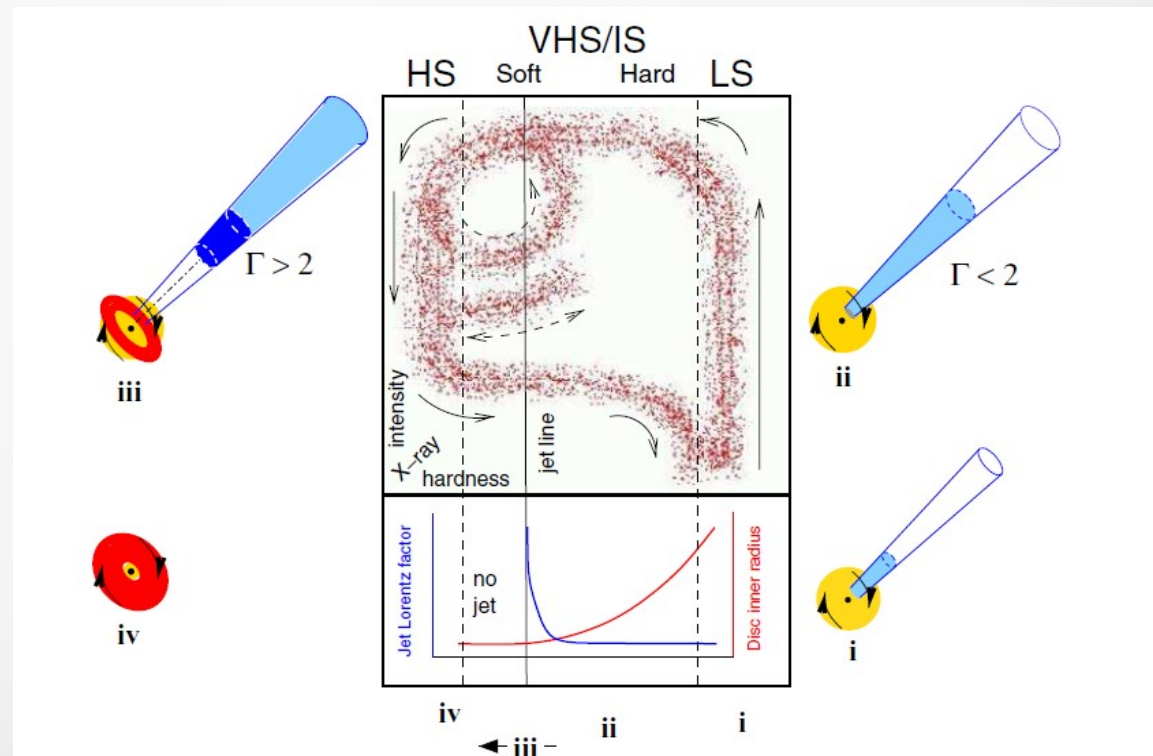 VHS/IS
HS Soft Hard LS
Γ > 2
Γ < 2
iii
ii
intensity
X-ray
hardness
jet line
Jet Lorentz factor
no
jet
Disc inner radius
iv
i
iv ii i
iii